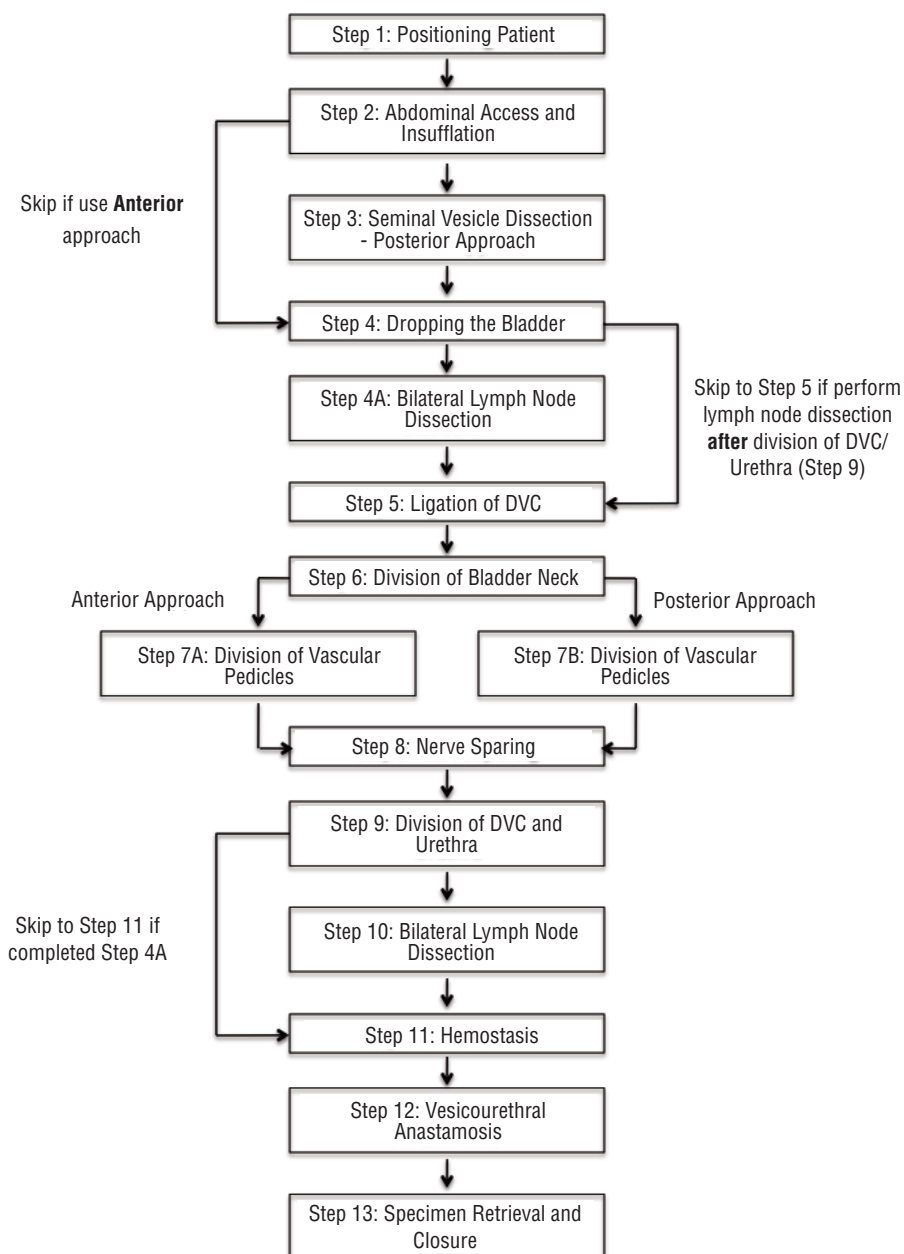 Step 1: Positioning Patient
Step 2: Abdominal Access and
Insufflation
Skip if use Anterior
approach
Step 3: Seminal Vesicle Dissection
- Posterior Approach
Step 4: Dropping the Bladder
Step 4A: Bilateral Lymph Node
Dissection
Skip to Step 5 if perform
lymph node dissection
after division of DVC/
Urethra (Step 9)
Step 5: Ligation of DVC
Step 6: Division of Bladder Neck
Anterior Approach
Posterior Approach
Step 7A: Division of Vascular
Pedicles
Step 7B: Division of Vascular
Pedicles
Step 8: Nerve Sparing
Step 9: Division of DVC and
Urethra
Skip to Step 11 if
completed Step 4A
Step 10: Bilateral Lymph Node
Dissection
Step 11: Hemostasis
Step 12: Vesicourethral
Anastamosis
Step 13: Specimen Retrieval and
Closure